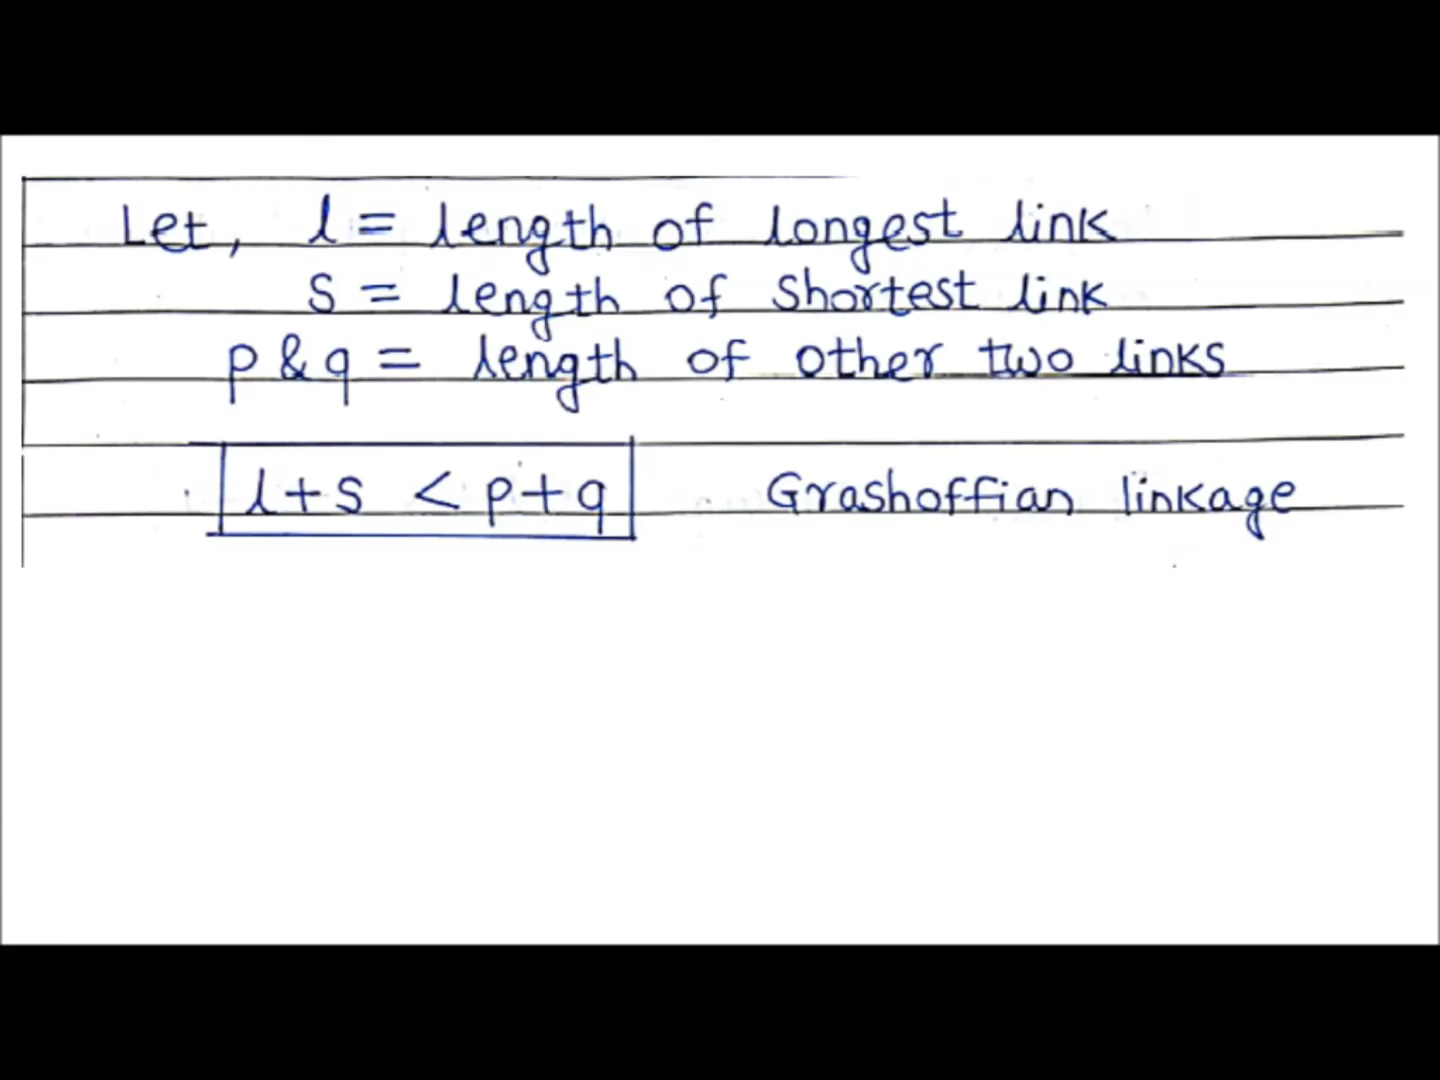 Let, l = length of longest link
s = length of shortest link
p & q = length of other two links
l+s < p+q Grashoffian linkage